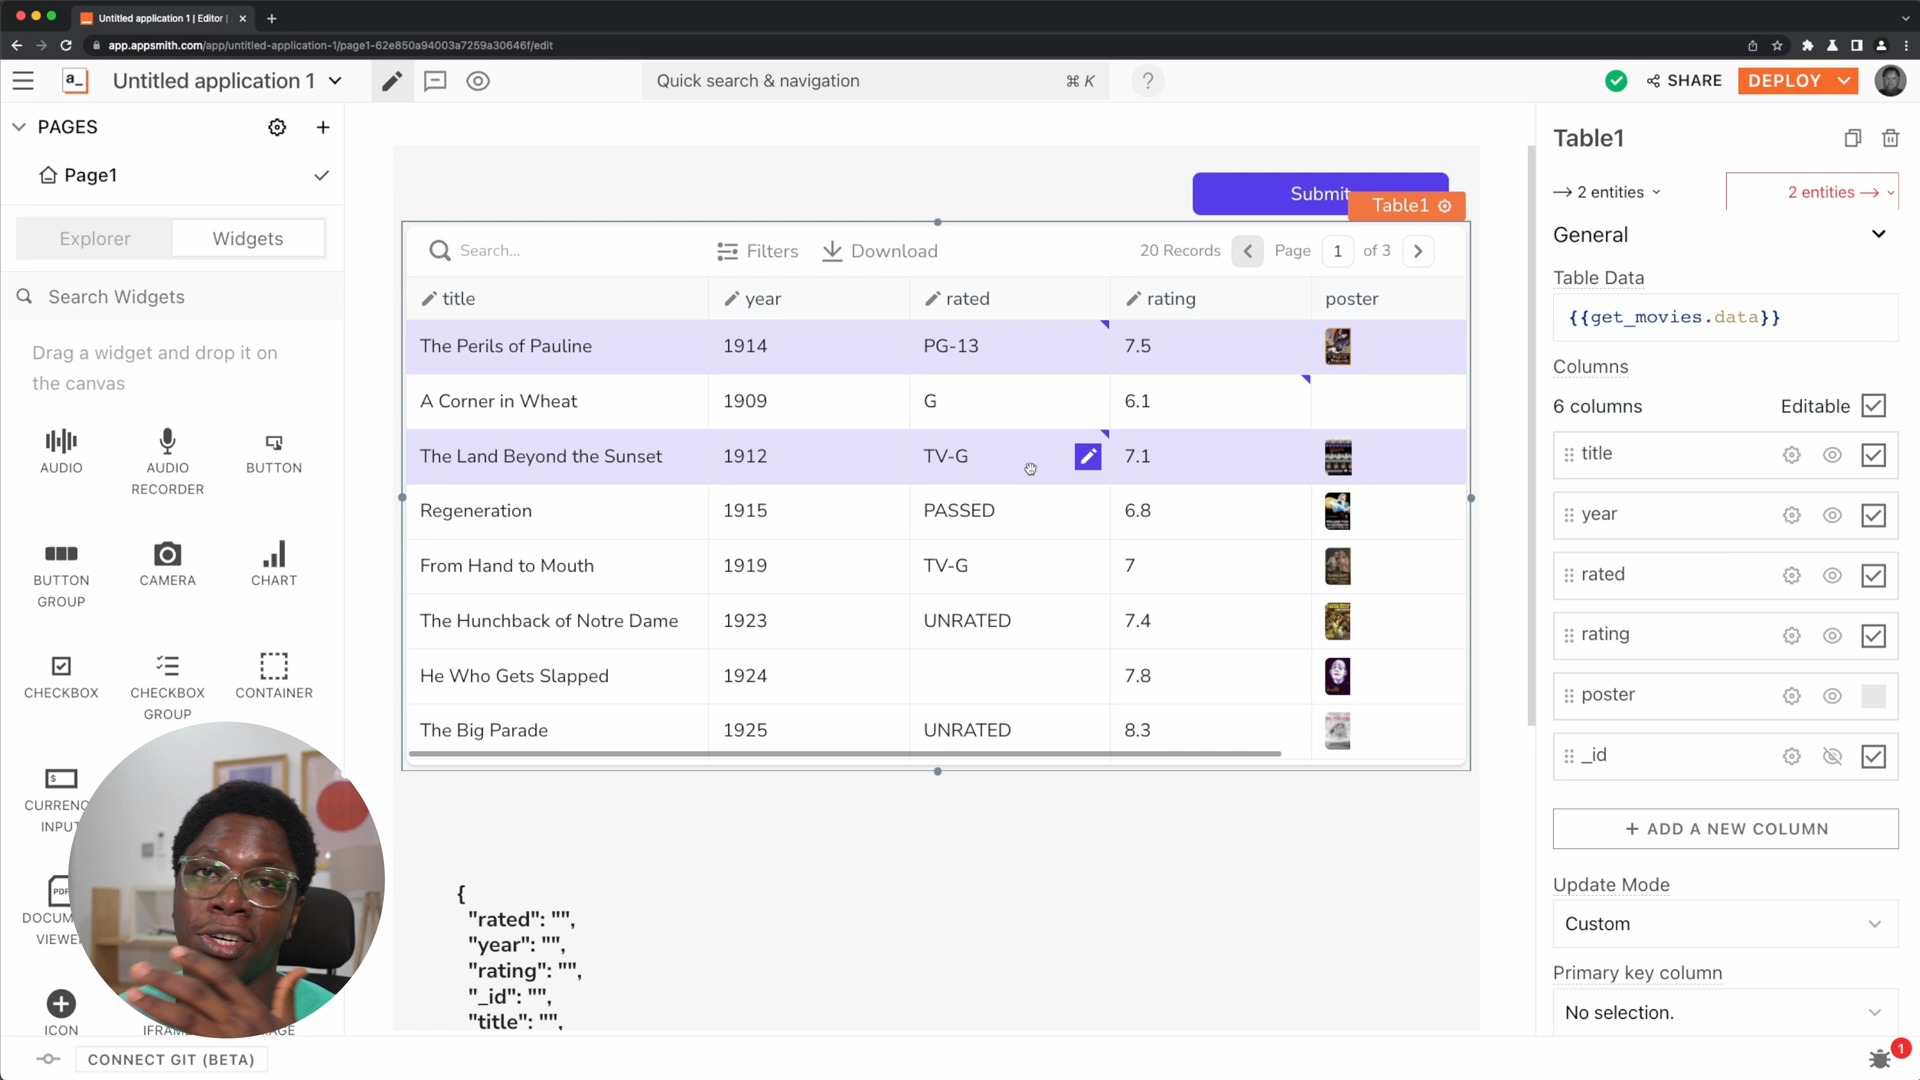 Untitled application 1 | Editor |
app.appsmith.com/app/untitled-application-1/page1-62e850a94003a7259a30646f/edit
a_
Untitled application 1
Quick search & navigation
⌘ K
?
SHARE
DEPLOY
PAGES
Page1
Explorer
Widgets
Search Widgets
Drag a widget and drop it on
the canvas
AUDIO
AUDIO
RECORDER
BUTTON
BUTTON
GROUP
CAMERA
CHART
CHECKBOX
CHECKBOX
GROUP
CONTAINER
CURRENC
INPU
PDF
DOCUM
VIEWE
ICON
IFRAM
AGE
CONNECT GIT (BETA)
Submit
Table1
Search...
Filters
Download
20 Records
Page
1
of 3
title year rated rating poster
The Perils of Pauline 1914 PG-13 7.5
A Corner in Wheat 1909 G 6.1
The Land Beyond the Sunset 1912 TV-G 7.1
Regeneration 1915 PASSED 6.8
From Hand to Mouth 1919 TV-G 7
The Hunchback of Notre Dame 1923 UNRATED 7.4
He Who Gets Slapped 1924 7.8
The Big Parade 1925 UNRATED 8.3
{
"rated": "",
"year": "",
"rating": "",
"_id": "",
"title": "",
Table1
2 entities
2 entities
General
Table Data
{{get_movies.data}}
Columns
6 columns
Editable
title
year
rated
rating
poster
_id
+ ADD A NEW COLUMN
Update Mode
Custom
Primary key column
No selection.
1